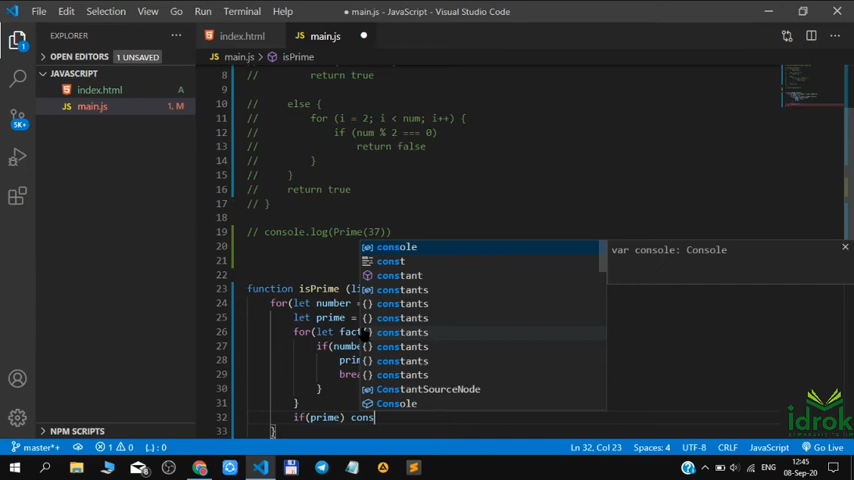 File Edit Selection View Go Run Terminal Help
● main.js - JavaScript - Visual Studio Code
EXPLORER
index.html
main.js
OPEN EDITORS 1 UNSAVED
main.js > isPrime
JAVASCRIPT
index.html A
main.js 1, M
5K+
8 // return true
9
10 // else {
11 // for (i = 2; i < num; i++) {
12 // if (num % 2 === 0)
13 // return false
14 // }
15 // }
16 // return true
17 // }
18
19 // console.log(Prime(37))
20
21
22
23 function isPrime (li
24 for(let number =
25 let prime =
26 for(let fact
27 if(numbe
28 prim
29 brea
30 }
31 }
32 if(prime) cons
33 }
console
const
constant
constants
constants
constants
constants
constants
constants
constants
ConstantSourceNode
Console
var console: Console
NPM SCRIPTS
idrok
master*+ 1 0 {..}: 0
Ln 32, Col 23 Spaces: 4 UTF-8 CRLF JavaScript Go Live
ENG
12:45
08-Sep-20